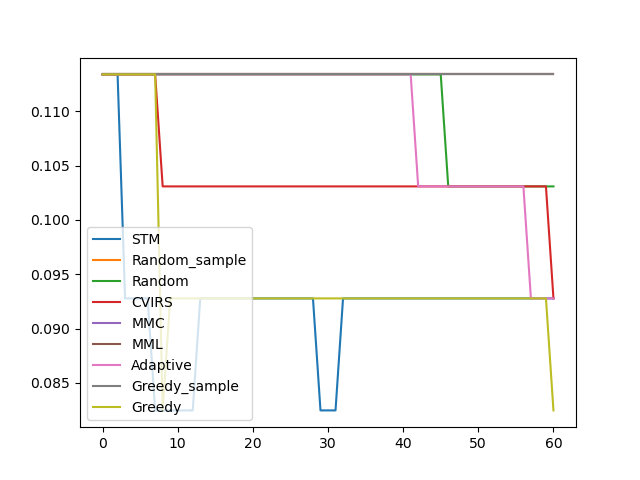 0.110
0.105
0.100
0.095
0.090
0.085
STM
Random_sample
Random
CVIRS
MMC
MML
Adaptive
Greedy_sample
Greedy
0 10 20 30 40 50 60